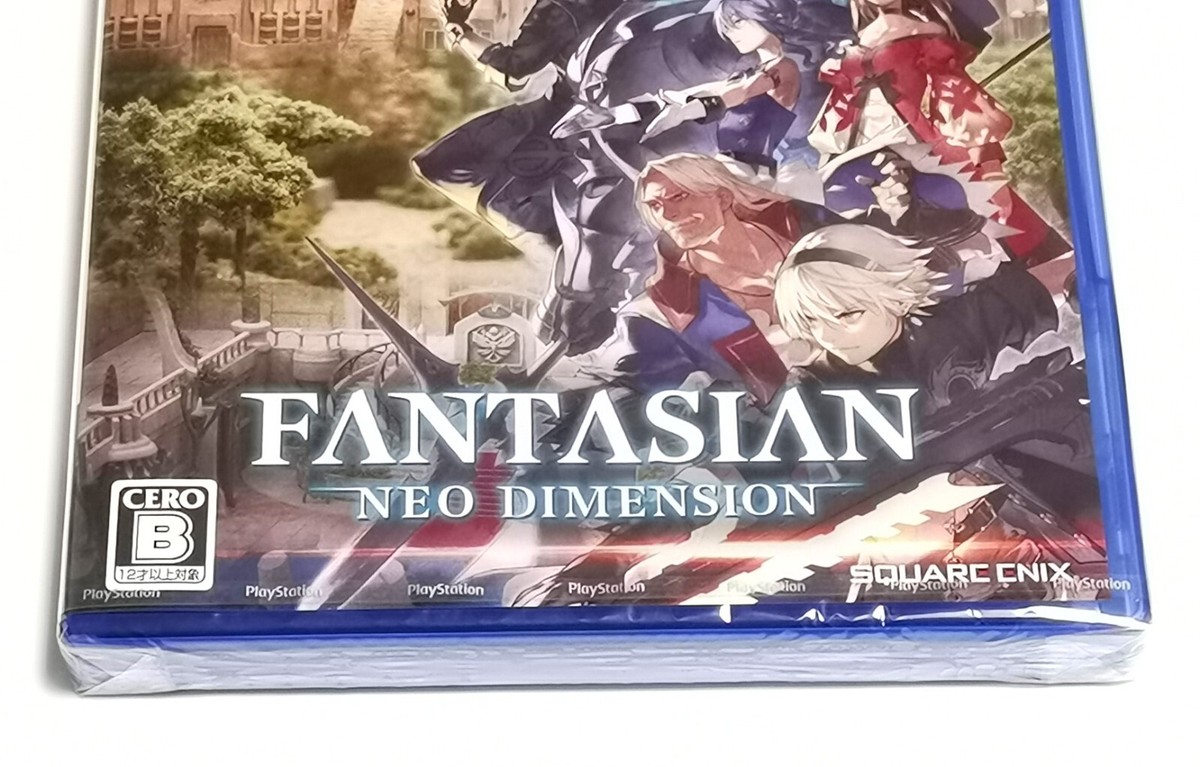 FANTASIAN
NEO DIMENSION
CERO
B
12才以上対象
SQUARE ENIX
PlayStation PlayStation PlayStation PlayStation PlayStation PlayStation PlayStation